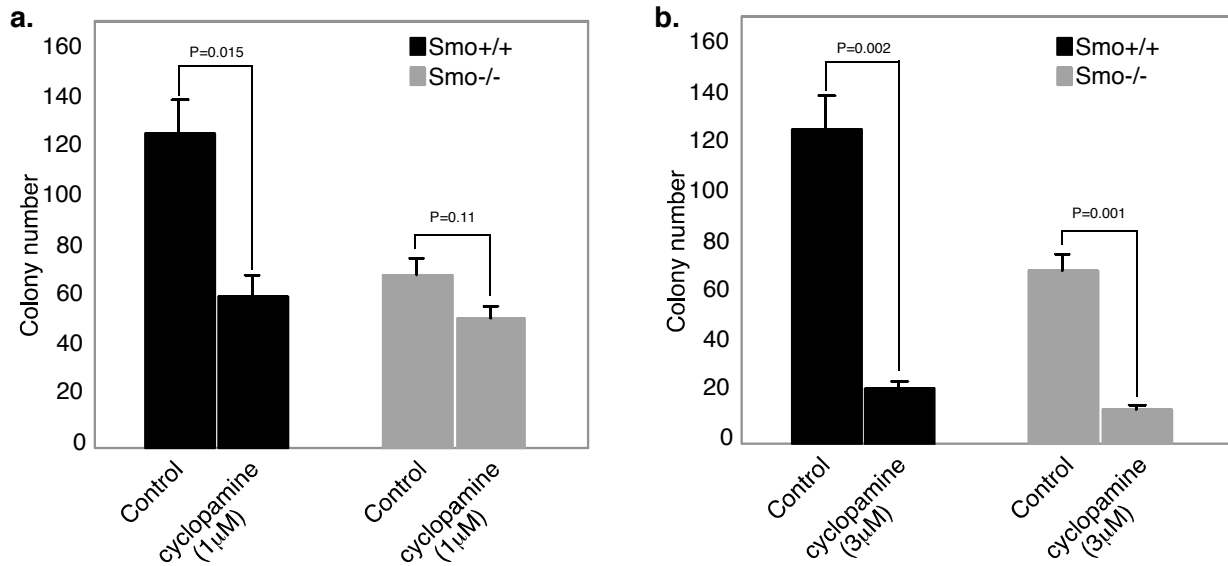 a.
Smo+/+
Smo-/-
P=0.015
P=0.11
Colony number
160
140
120
100
80
60
40
20
0
Control
cyclopamine
(1μM)
Control
cyclopamine
(1μM)
b.
Smo+/+
Smo-/-
P=0.002
P=0.001
Colony number
160
140
120
100
80
60
40
20
0
Control
cyclopamine
(3μM)
Control
cyclopamine
(3μM)